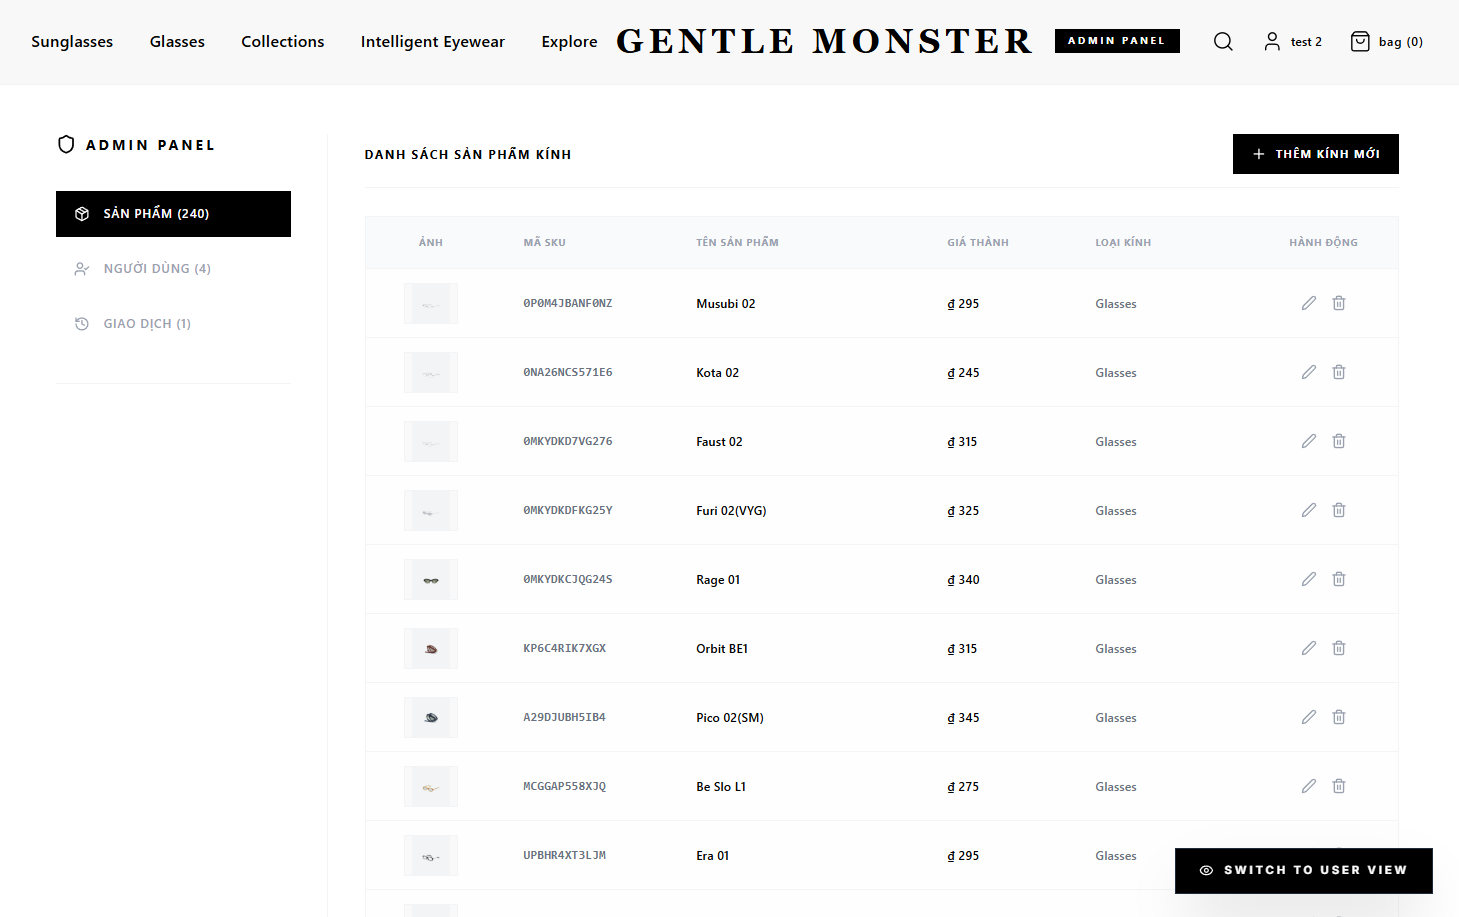 Sunglasses Glasses Collections Intelligent Eyewear Explore GENTLE MONSTER ADMIN PANEL test 2 bag (0)
ADMIN PANEL
SẢN PHẨM (240)
NGƯỜI DÙNG (4)
GIAO DỊCH (1)
DANH SÁCH SẢN PHẨM KÍNH
THÊM KÍNH MỚI
ẢNH MÃ SKU TÊN SẢN PHẨM GIÁ THÀNH LOẠI KÍNH HÀNH ĐỘNG
0P0M4JBANF0NZ Musubi 02 ₫ 295 Glasses
0NA26NCS571E6 Kota 02 ₫ 245 Glasses
0MKYDKD7VG276 Faust 02 ₫ 315 Glasses
0MKYDKDFKG25Y Furi 02(VYG) ₫ 325 Glasses
0MKYDKCJQG24S Rage 01 ₫ 340 Glasses
KP6C4RIK7XGX Orbit BE1 ₫ 315 Glasses
A29DJUBH5IB4 Pico 02(SM) ₫ 345 Glasses
MCGGAP558XJQ Be Slo L1 ₫ 275 Glasses
UPBHR4XT3LJM Era 01 ₫ 295 Glasses
SWITCH TO USER VIEW